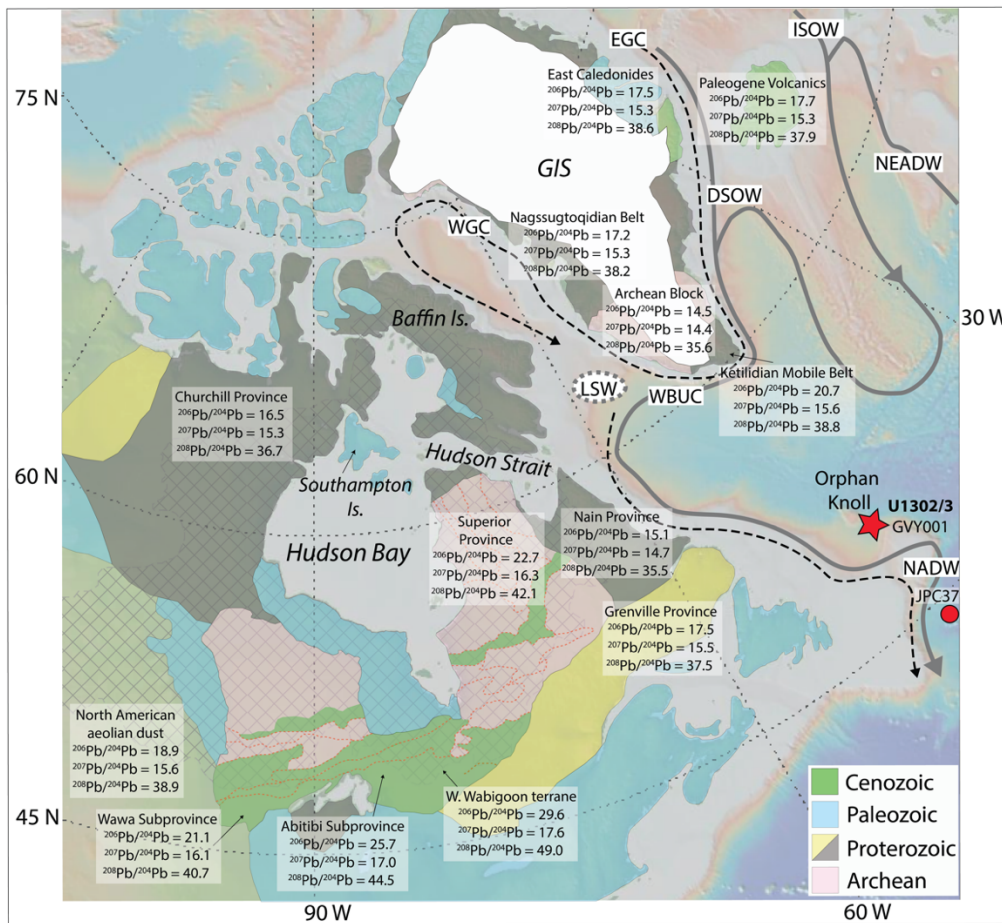 EGC
ISOW
75 N
East Caledonides
²⁰⁶Pb/²⁰⁴Pb = 17.5
²⁰⁷Pb/²⁰⁴Pb = 15.3
²⁰⁸Pb/²⁰⁴Pb = 38.6
Paleogene Volcanics
²⁰⁶Pb/²⁰⁴Pb = 17.7
²⁰⁷Pb/²⁰⁴Pb = 15.3
²⁰⁸Pb/²⁰⁴Pb = 37.9
GIS
NEADW
DSOW
WGC
Nagssugtoqidian Belt
²⁰⁶Pb/²⁰⁴Pb = 17.2
²⁰⁷Pb/²⁰⁴Pb = 15.3
²⁰⁸Pb/²⁰⁴Pb = 38.2
Archean Block
²⁰⁶Pb/²⁰⁴Pb = 14.5
²⁰⁷Pb/²⁰⁴Pb = 14.4
²⁰⁸Pb/²⁰⁴Pb = 35.6
30 W
Baffin Is.
Ketilidian Mobile Belt
²⁰⁶Pb/²⁰⁴Pb = 20.7
²⁰⁷Pb/²⁰⁴Pb = 15.6
²⁰⁸Pb/²⁰⁴Pb = 38.8
LSW
WBUC
Churchill Province
²⁰⁶Pb/²⁰⁴Pb = 16.5
²⁰⁷Pb/²⁰⁴Pb = 15.3
²⁰⁸Pb/²⁰⁴Pb = 36.7
Hudson Strait
60 N
Southampton
Is.
Orphan
Knoll
U1302/3
GVY001
Hudson Bay
Superior
Province
²⁰⁶Pb/²⁰⁴Pb = 22.7
²⁰⁷Pb/²⁰⁴Pb = 16.3
²⁰⁸Pb/²⁰⁴Pb = 42.1
Nain Province
²⁰⁶Pb/²⁰⁴Pb = 15.1
²⁰⁷Pb/²⁰⁴Pb = 14.7
²⁰⁸Pb/²⁰⁴Pb = 35.5
NADW
JPC37
Grenville Province
²⁰⁶Pb/²⁰⁴Pb = 17.5
²⁰⁷Pb/²⁰⁴Pb = 15.5
²⁰⁸Pb/²⁰⁴Pb = 37.5
North American
aeolian dust
²⁰⁶Pb/²⁰⁴Pb = 18.9
²⁰⁷Pb/²⁰⁴Pb = 15.6
²⁰⁸Pb/²⁰⁴Pb = 38.9
45 N
Wawa Subprovince
²⁰⁶Pb/²⁰⁴Pb = 21.1
²⁰⁷Pb/²⁰⁴Pb = 16.1
²⁰⁸Pb/²⁰⁴Pb = 40.7
Abitibi Subprovince
²⁰⁶Pb/²⁰⁴Pb = 25.7
²⁰⁷Pb/²⁰⁴Pb = 17.0
²⁰⁸Pb/²⁰⁴Pb = 44.5
W. Wabigoon terrane
²⁰⁶Pb/²⁰⁴Pb = 29.6
²⁰⁷Pb/²⁰⁴Pb = 17.6
²⁰⁸Pb/²⁰⁴Pb = 49.0
Cenozoic
Paleozoic
Proterozoic
Archean
90 W
60 W